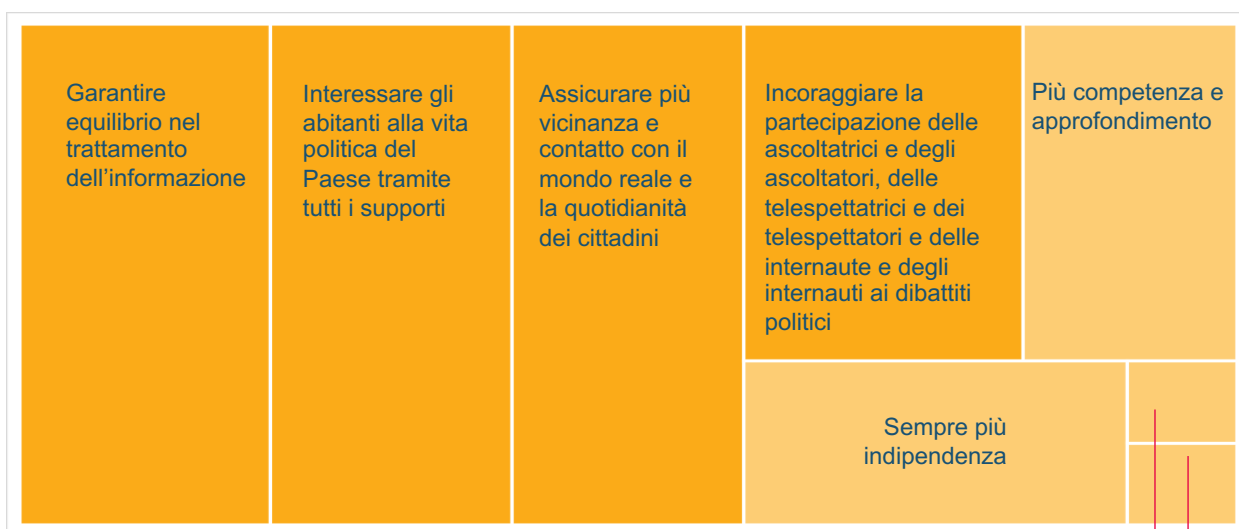 Garantire
equilibrio nel
trattamento
dell’informazione
Interessare gli
abitanti alla vita
politica del
Paese tramite
tutti i supporti
Assicurare più
vicinanza e
contatto con il
mondo reale e
la quotidianità
dei cittadini
Incoraggiare la
partecipazione delle
ascoltatrici e degli
ascoltatori, delle
telespettatrici e dei
telespettatori e delle
internaute e degli
internauti ai dibattiti
politici
Più competenza e
approfondimento
Sempre più
indipendenza